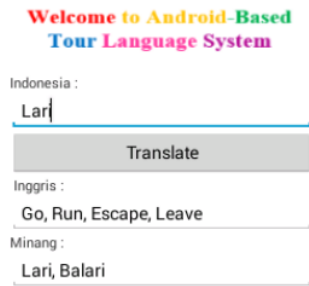 Welcome to Android-Based
Tour Language System
Indonesia :
Lari
Translate
Inggris :
Go, Run, Escape, Leave
Minang :
Lari, Balari